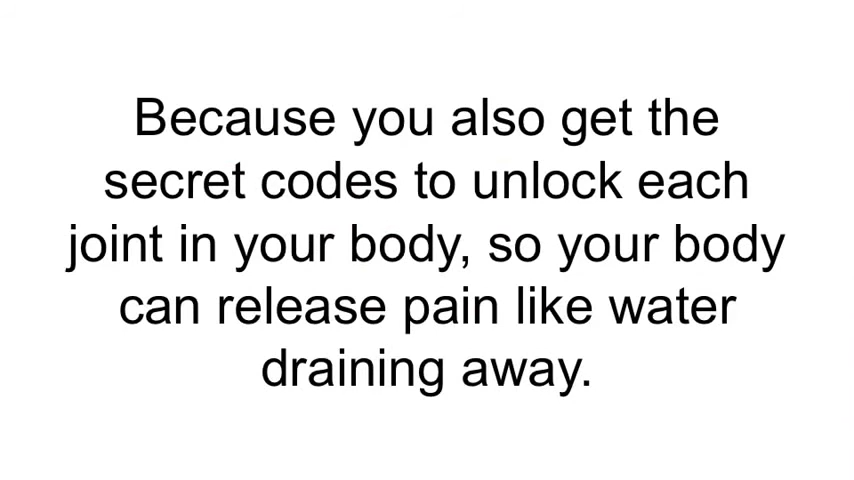 Because you also get the
secret codes to unlock each
joint in your body, so your body
can release pain like water
draining away.